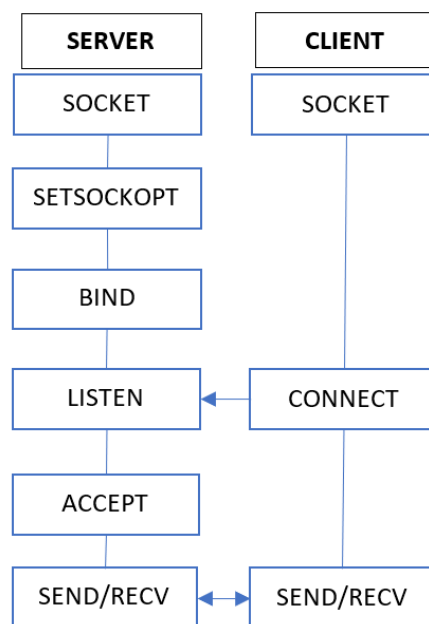 SERVER
CLIENT
SOCKET
SOCKET
SETSOCKOPT
BIND
LISTEN
CONNECT
ACCEPT
SEND/RECV
SEND/RECV